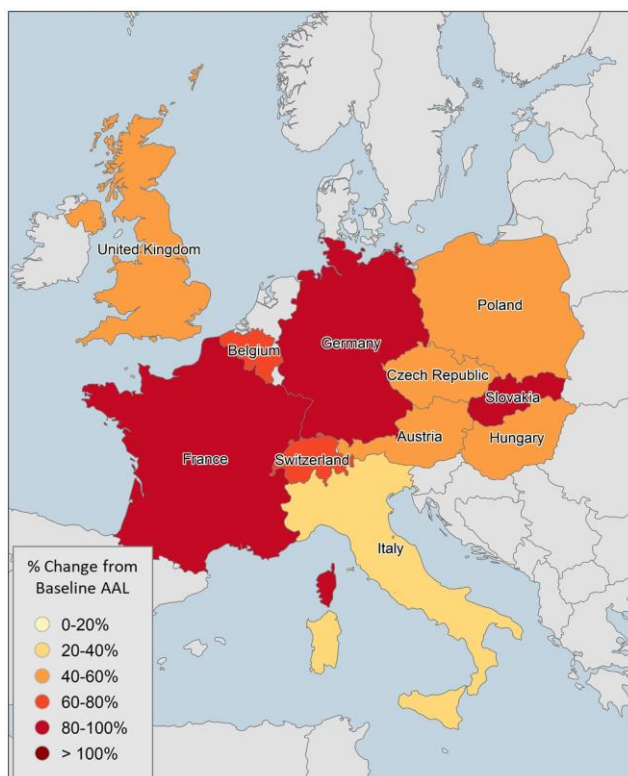 United Kingdom
Poland
Belgium
Germany
Czech Republic
Slovakia
Austria
Hungary
France
Switzerland
Italy
% Change from
Baseline AAL
0-20%
20-40%
40-60%
60-80%
80-100%
> 100%